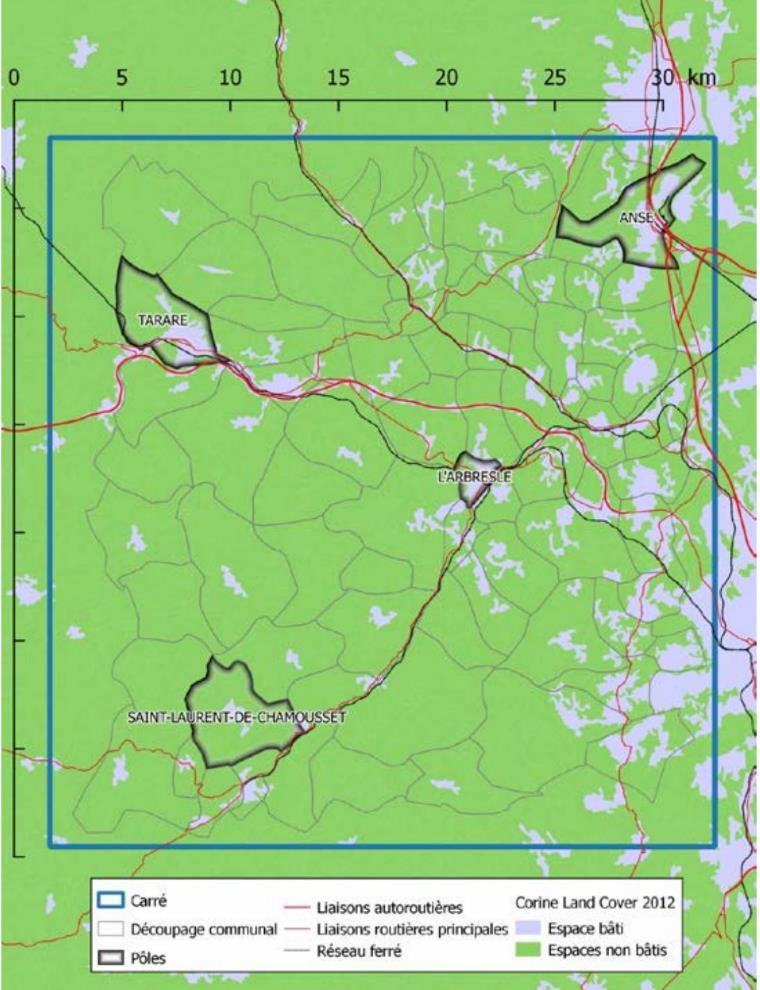 0 5 10 15 20 25 30 km
ANSE
TARARE
L'ARBRESLE
SAINT-LAURENT-DE-CHAMOUSSET
Carré
Découpage communal
Pôles
Liaisons autoroutières
Liaisons routières principales
Réseau ferré
Corine Land Cover 2012
Espace bâti
Espaces non bâtis